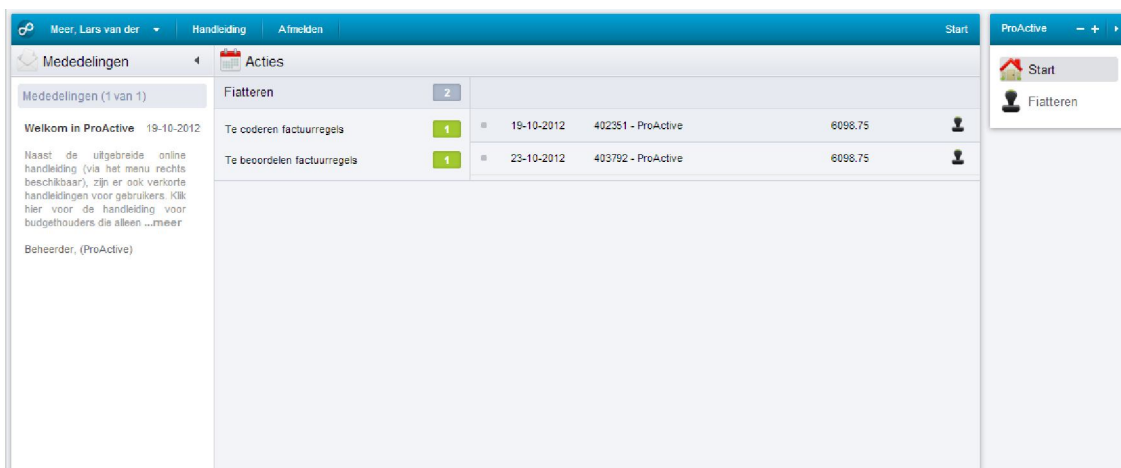 Meer, Lars van der Handleiding Afmelden Start
Mededelingen
Mededelingen (1 van 1)
Welkom in ProActive 19-10-2012
Naast de uitgebreide online
handleiding (via het menu rechts
beschikbaar), zijn er ook verkorte
handleidingen voor gebruikers. Klik
hier voor de handleiding voor
budgethouders die alleen ...meer
Beheerder, (ProActive)
Acties
Fiatteren 2
Te coderen factuurregels 1
Te beoordelen factuurregels 1
19-10-2012 402351 - ProActive 6098.75
23-10-2012 403792 - ProActive 6098.75
ProActive
Start
Fiatteren